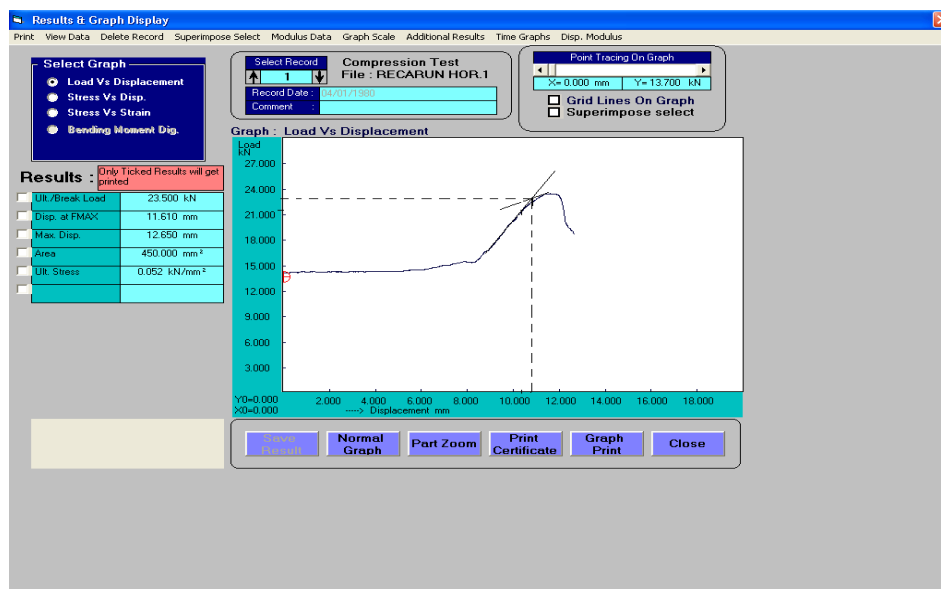 Results & Graph Display
Print View Data Delete Record Superimpose Select Modulus Data Graph Scale Additional Results Time Graphs Disp. Modulus
Select Graph
Load Vs Displacement
Stress Vs Disp.
Stress Vs Strain
Bending Moment Dig.
Select Record
1
Compression Test
File : RECARUN HOR.1
Record Date : 04/01/1980
Comment :
Point Tracing On Graph
X= 0.000 mm Y= 13.700 kN
Grid Lines On Graph
Superimpose select
Results : Only Ticked Results will get
printed
Ult./Break Load 23.500 kN
Disp. at FMAX 11.610 mm
Max. Disp. 12.650 mm
Area 450.000 mm²
Ult. Stress 0.052 kN/mm²
Graph : Load Vs Displacement
Load
kN
27.000
24.000
21.000
18.000
15.000
12.000
9.000
6.000
3.000
Y0=0.000
X0=0.000
2.000 4.000 6.000 8.000 10.000 12.000 14.000 16.000 18.000
----> Displacement mm
Save
Result
Normal
Graph
Part Zoom
Print
Certificate
Graph
Print
Close